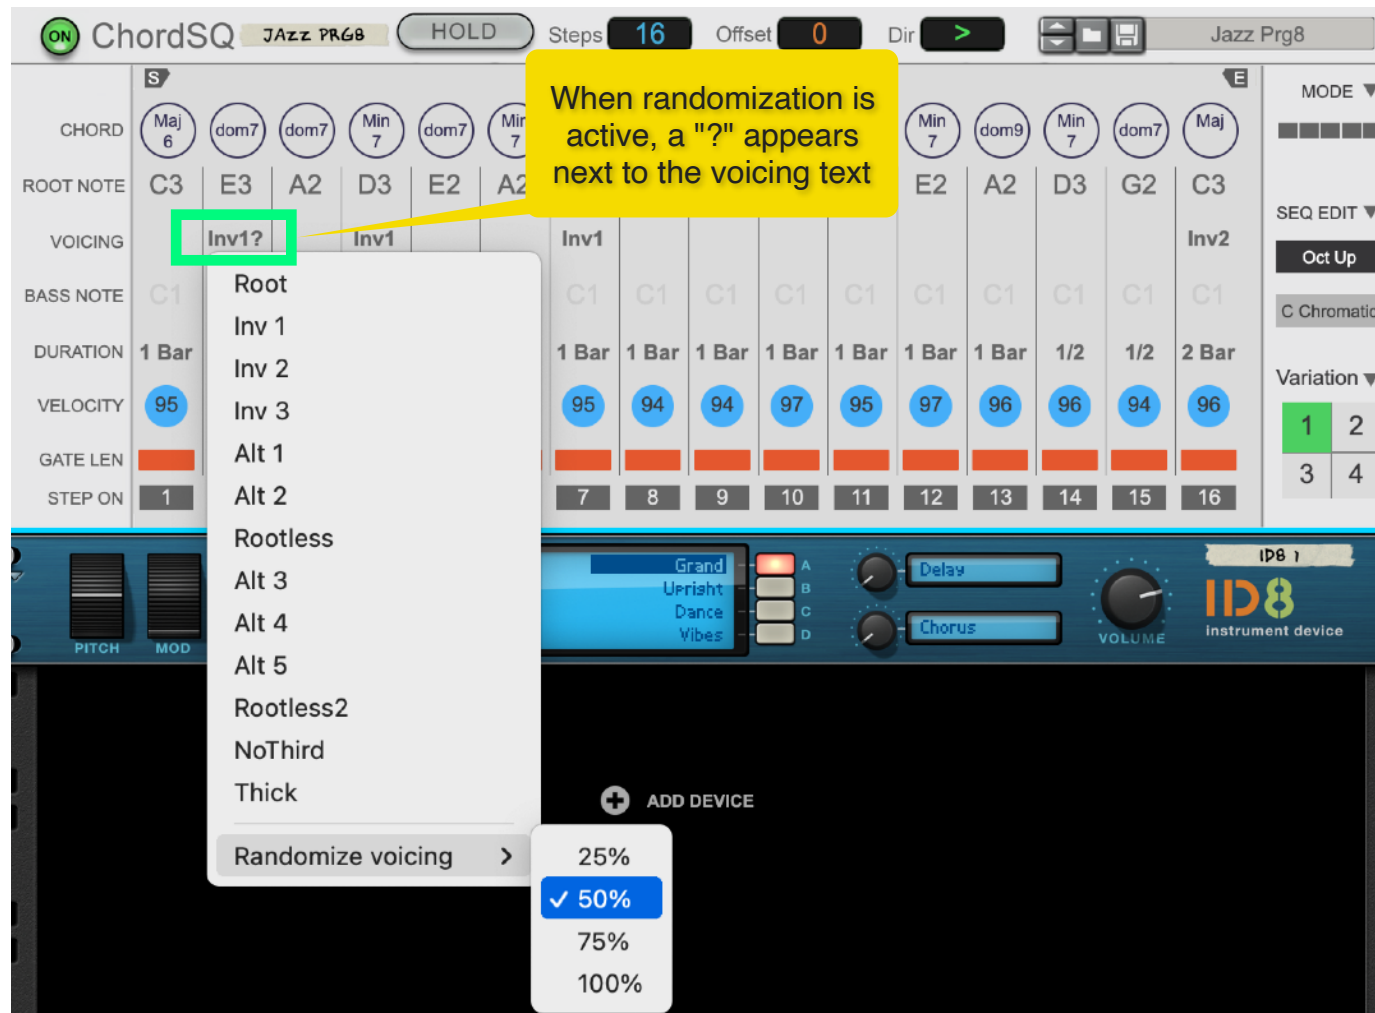 ON ChordSQ JAZZ PRG8 HOLD Steps 16 Offset 0 Dir > Jazz Prg8
S E
When randomization is
active, a "?" appears
next to the voicing text
MODE
CHORD Maj 6 dom7 dom7 Min 7 dom7 Min 7 Min 7 dom9 Min 7 dom7 Maj
ROOT NOTE C3 E3 A2 D3 E2 A2 E2 A2 D3 G2 C3
SEQ EDIT
VOICING Inv1? Inv1 Inv1 Inv2
Oct Up
BASS NOTE C1 C1 C1 C1 C1 C1 C1 C1 C1 C1 C1
C Chromatic
DURATION 1 Bar 1 Bar 1 Bar 1 Bar 1 Bar 1 Bar 1 Bar 1 Bar 1/2 1/2 2 Bar
Variation
VELOCITY 95 95 94 94 97 95 97 96 96 94 96
1 2
GATE LEN
3 4
STEP ON 1 7 8 9 10 11 12 13 14 15 16
Root
Inv 1
Inv 2
Inv 3
Alt 1
Alt 2
Rootless
Alt 3
Alt 4
Alt 5
Rootless2
NoThird
Thick
Randomize voicing >
25%
✓ 50%
75%
100%
PITCH MOD
Grand A
Upright B
Dance C
Vibes D
Delay
Chorus
VOLUME
ID8 1
ID8
instrument device
ADD DEVICE